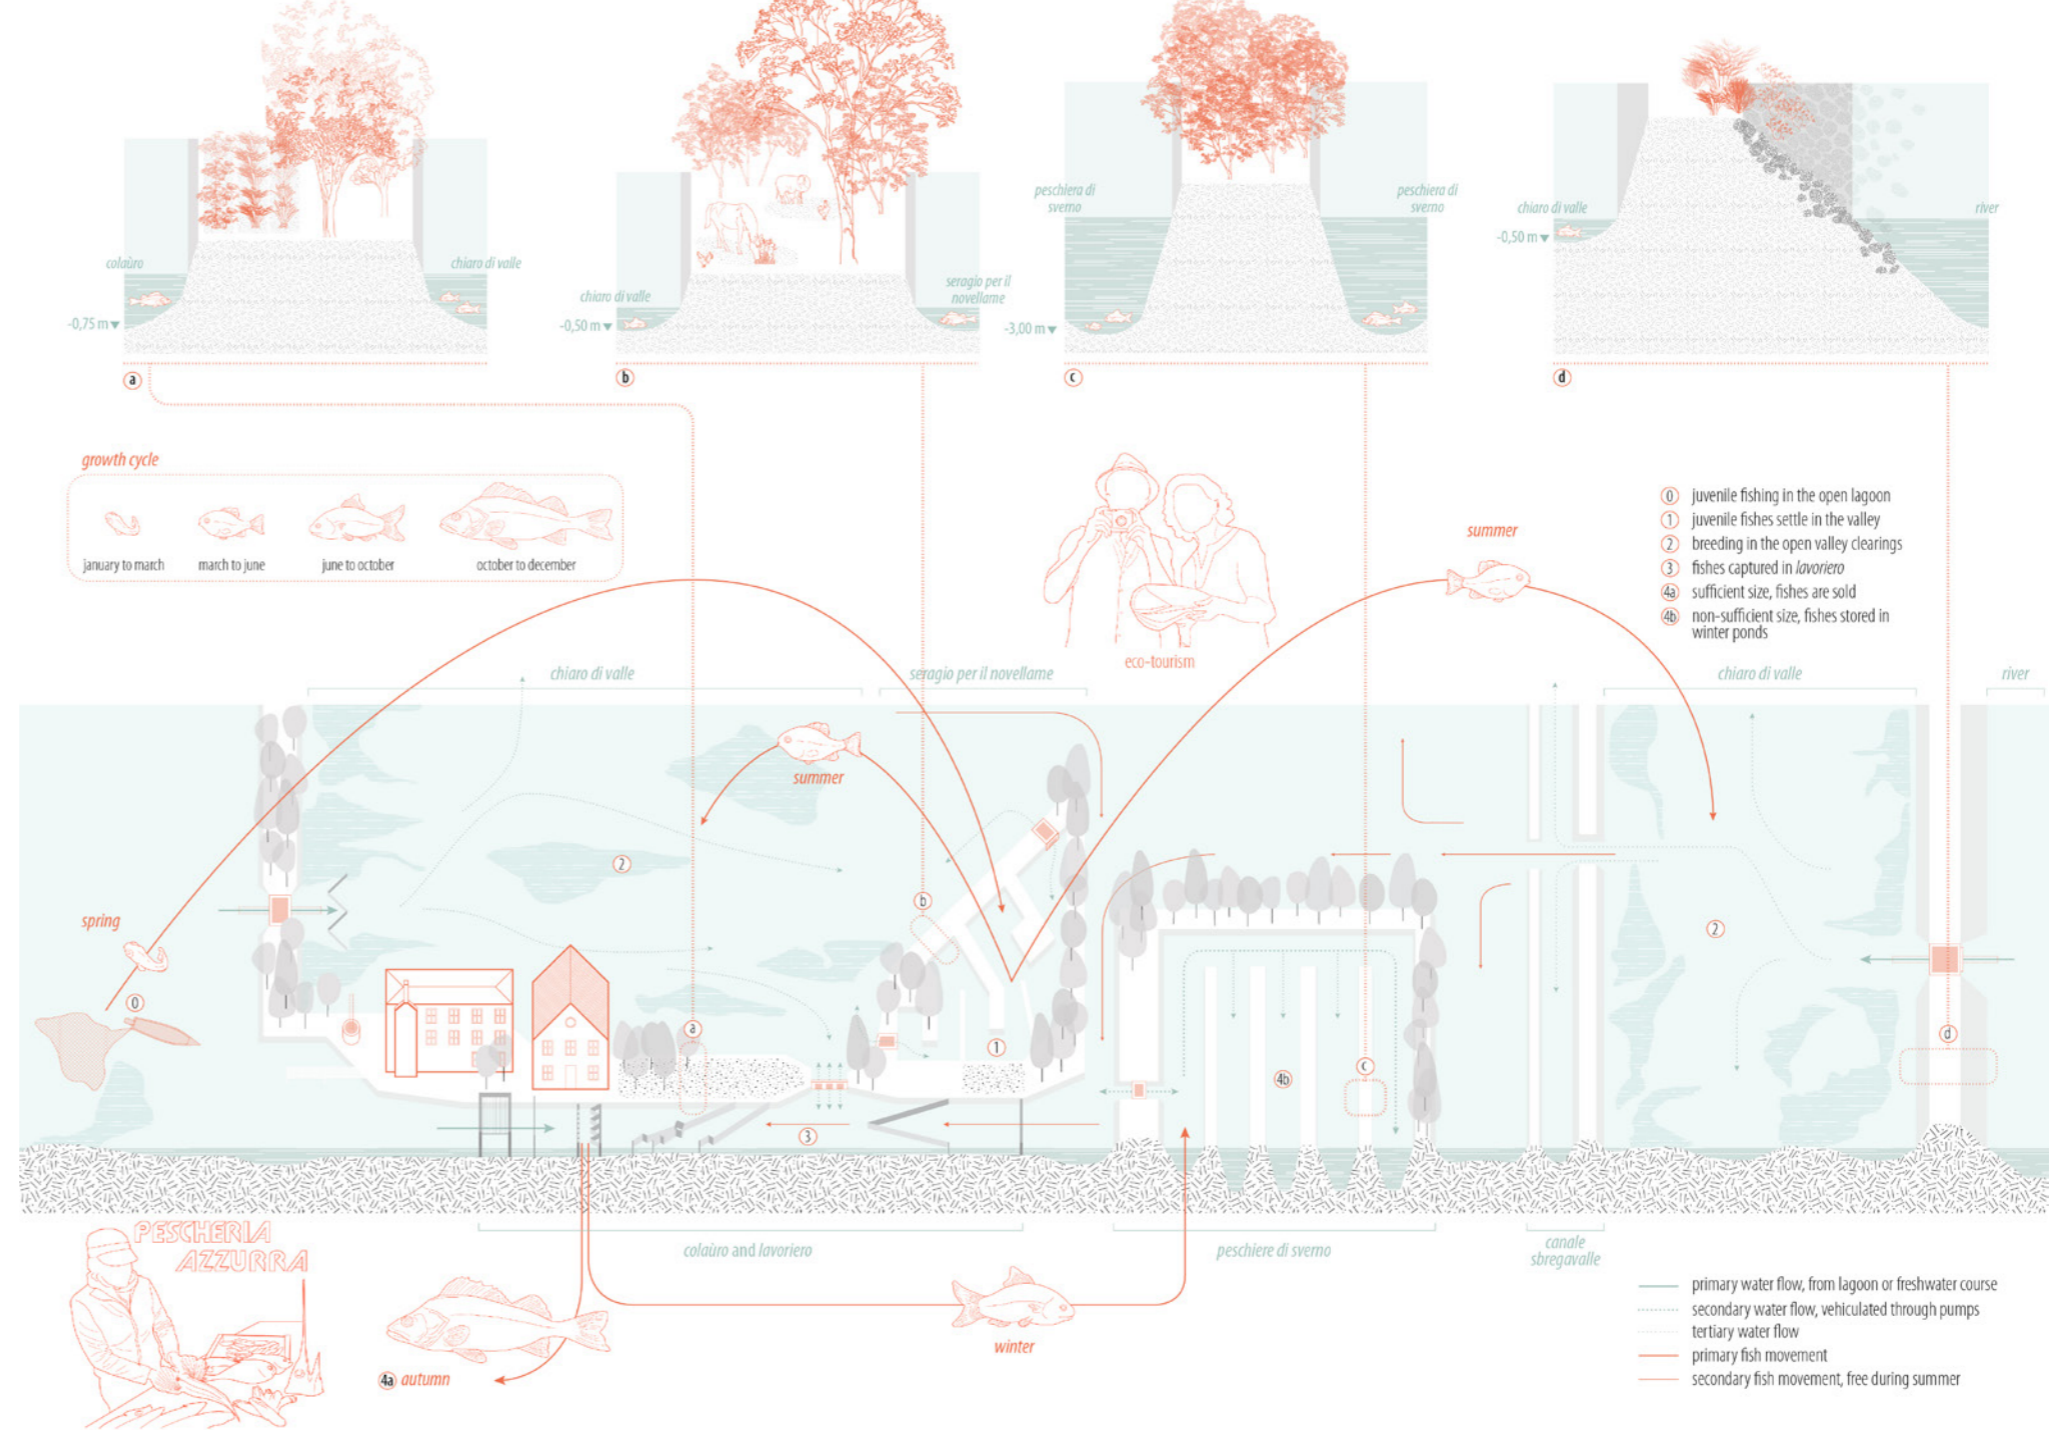 peschiera di
sverno
peschiera di
sverno
chiaro di valle
river
-0,50 m
colaùro
chiaro di valle
-0,75 m
chiaro di valle
-0,50 m
seragio per il
novellame
-3,00 m
a
b
c
d
growth cycle
january to march
march to june
june to october
october to december
eco-tourism
summer
0 juvenile fishing in the open lagoon
1 juvenile fishes settle in the valley
2 breeding in the open valley clearings
3 fishes captured in lavoriero
4a sufficient size, fishes are sold
4b non-sufficient size, fishes stored in
winter ponds
chiaro di valle
seragio per il novellame
chiaro di valle
river
summer
2
b
spring
0
2
a
1
4b
c
d
3
PESCHERIA
AZZURRA
colaùro and lavoriero
peschiere di sverno
canale
sbregavalle
winter
4a autumn
primary water flow, from lagoon or freshwater course
secondary water flow, vehiculated through pumps
tertiary water flow
primary fish movement
secondary fish movement, free during summer